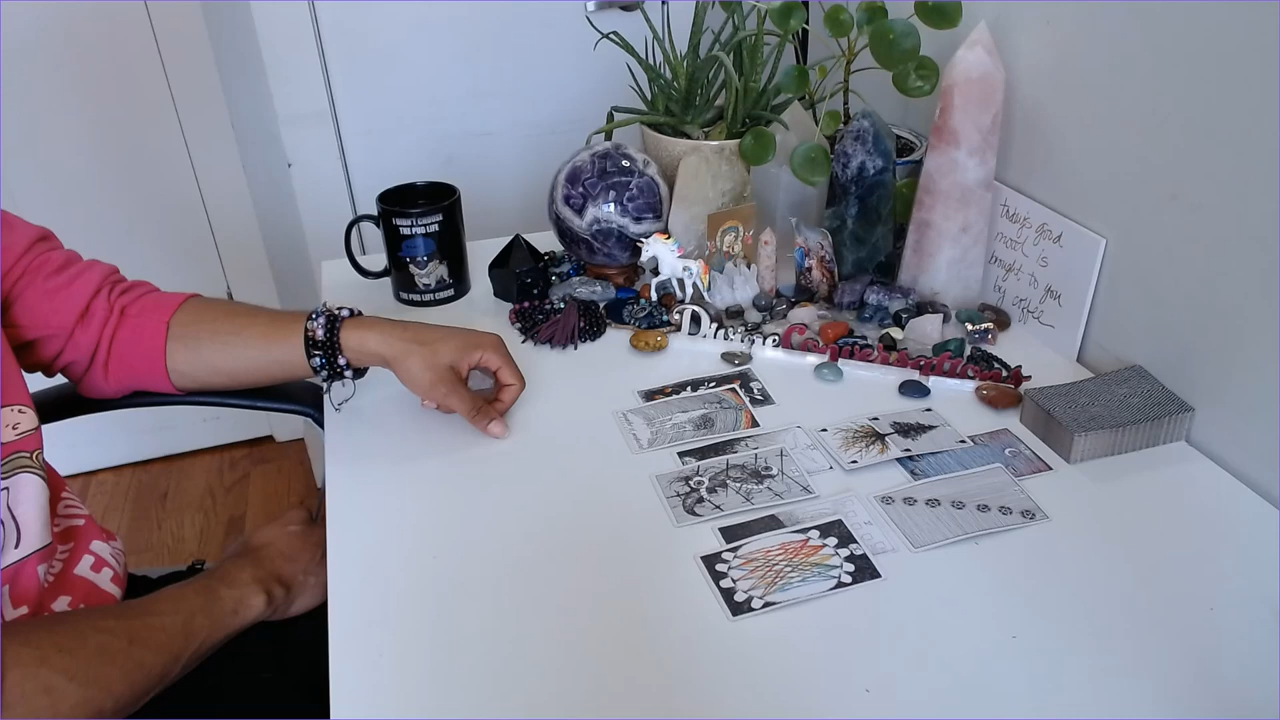 I DIDN'T CHOOSE
THE PUG LIFE
THE PUG LIFE CHOSE
today's good
mood is
brought to you
by coffee
Divine Conversations
YOU